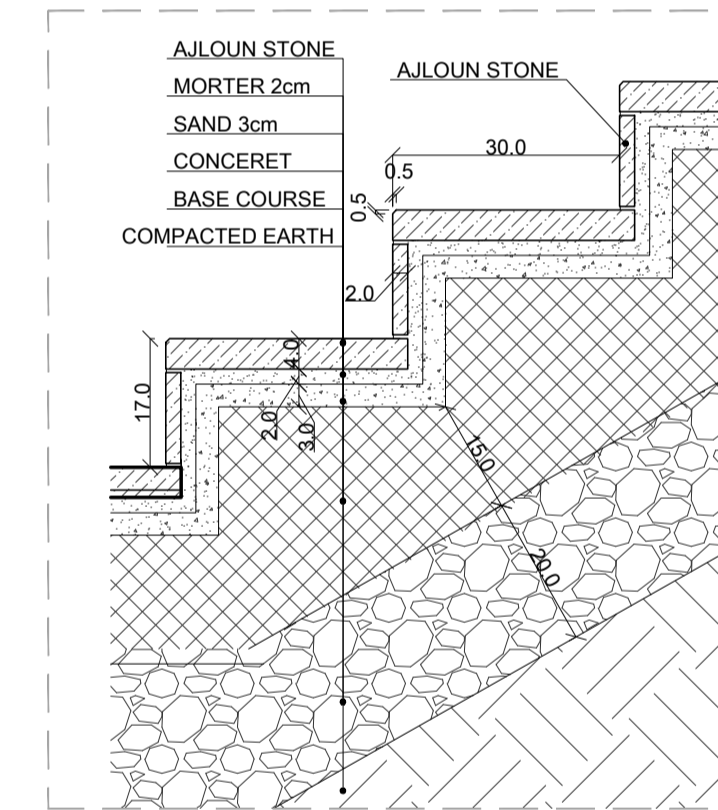 AJLOUN STONE
MORTER 2cm
SAND 3cm
CONCERET
BASE COURSE
COMPACTED EARTH
AJLOUN STONE
30.0
0.5
0.5
2.0
4.0
17.0
2.0
3.0
15.0
20.0